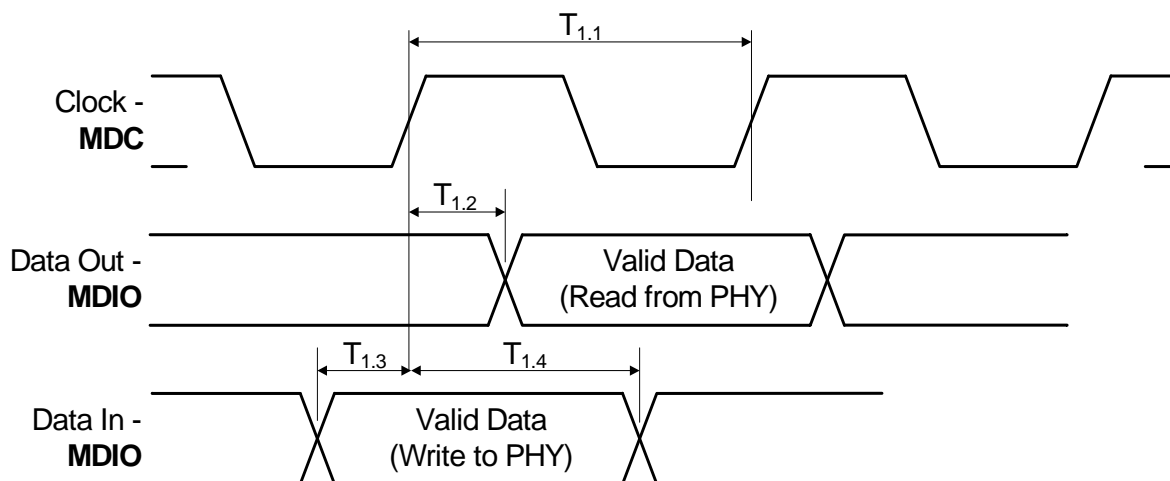 T1.1
Clock -
MDC
T1.2
Data Out -
MDIO
Valid Data
(Read from PHY)
T1.3
T1.4
Data In -
MDIO
Valid Data
(Write to PHY)